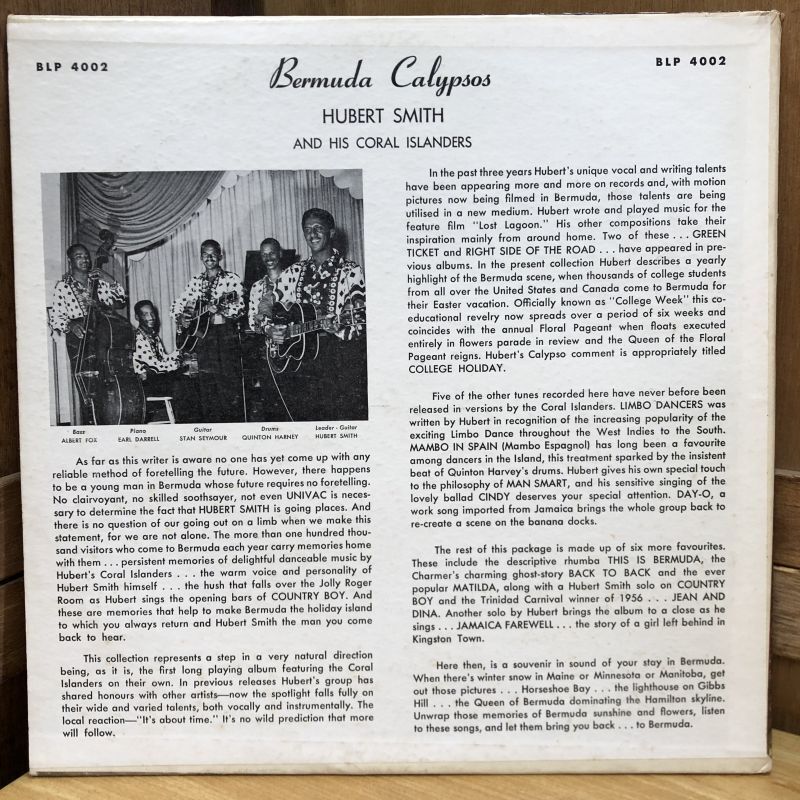 BLP 4002
BLP 4002
Bermuda Calypsos
HUBERT SMITH
AND HIS CORAL ISLANDERS
Bass
ALBERT FOX
Piano
EARL DARRELL
Guitar
STAN SEYMOUR
Drums
QUINTON HARNEY
Leader - Guitar
HUBERT SMITH
As far as this writer is aware no one has yet come up with any
reliable method of foretelling the future. However, there happens
to be a young man in Bermuda whose future requires no foretelling.
No clairvoyant, no skilled soothsayer, not even UNIVAC is neces-
sary to determine the fact that HUBERT SMITH is going places. And
there is no question of our going out on a limb when we make this
statement, for we are not alone. The more than one hundred thou-
sand visitors who come to Bermuda each year carry memories home
with them . . . persistent memories of delightful danceable music by
Hubert's Coral Islanders . . . the warm voice and personality of
Hubert Smith himself . . . the hush that falls over the Jolly Roger
Room as Hubert sings the opening bars of COUNTRY BOY. And
these are memories that help to make Bermuda the holiday island
to which you always return and Hubert Smith the man you come
back to hear.
This collection represents a step in a very natural direction
being, as it is, the first long playing album featuring the Coral
Islanders on their own. In previous releases Hubert's group has
shared honours with other artists—now the spotlight falls fully on
their wide and varied talents, both vocally and instrumentally. The
local reaction—"It's about time." It's no wild prediction that more
will follow.
In the past three years Hubert's unique vocal and writing talents
have been appearing more and more on records and, with motion
pictures now being filmed in Bermuda, those talents are being
utilised in a new medium. Hubert wrote and played music for the
feature film "Lost Lagoon." His other compositions take their
inspiration mainly from around home. Two of these . . . GREEN
TICKET and RIGHT SIDE OF THE ROAD . . . have appeared in pre-
vious albums. In the present collection Hubert describes a yearly
highlight of the Bermuda scene, when thousands of college students
from all over the United States and Canada come to Bermuda for
their Easter vacation. Officially known as "College Week" this co-
educational revelry now spreads over a period of six weeks and
coincides with the annual Floral Pageant when floats executed
entirely in flowers parade in review and the Queen of the Floral
Pageant reigns. Hubert's Calypso comment is appropriately titled
COLLEGE HOLIDAY.
Five of the other tunes recorded here have never before been
released in versions by the Coral Islanders. LIMBO DANCERS was
written by Hubert in recognition of the increasing popularity of the
exciting Limbo Dance throughout the West Indies to the South.
MAMBO IN SPAIN (Mambo Espagnol) has long been a favourite
among dancers in the Island, this treatment sparked by the insistent
beat of Quinton Harvey's drums. Hubert gives his own special touch
to the philosophy of MAN SMART, and his sensitive singing of the
lovely ballad CINDY deserves your special attention. DAY-O, a
work song imported from Jamaica brings the whole group back to
re-create a scene on the banana docks.
The rest of this package is made up of six more favourites.
These include the descriptive rhumba THIS IS BERMUDA, the
Charmer's charming ghost-story BACK TO BACK and the ever
popular MATILDA, along with a Hubert Smith solo on COUNTRY
BOY and the Trinidad Carnival winner of 1956 . . . JEAN AND
DINA. Another solo by Hubert brings the album to a close as he
sings . . . JAMAICA FAREWELL . . . the story of a girl left behind in
Kingston Town.
Here then, is a souvenir in sound of your stay in Bermuda.
When there's winter snow in Maine or Minnesota or Manitoba, get
out those pictures . . . Horseshoe Bay . . . the lighthouse on Gibbs
Hill . . . the Queen of Bermuda dominating the Hamilton skyline.
Unwrap those memories of Bermuda sunshine and flowers, listen
to these songs, and let them bring you back . . . to Bermuda.